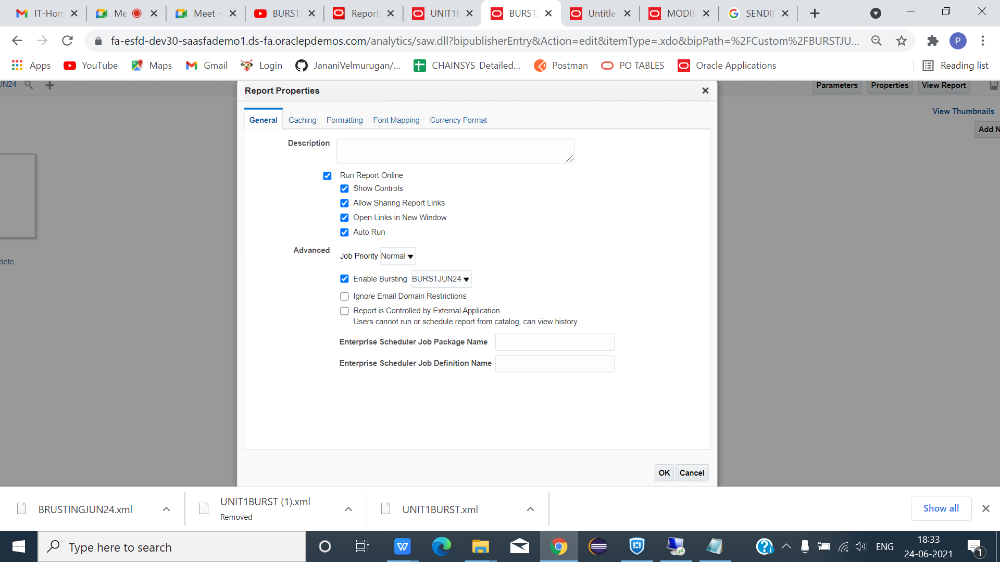 IT-Hom
Me
Meet -
BURSTI
Report
UNIT1B
BURST
Untitle
MODIF
SENDIN
fa-esfd-dev30-saasfademo1.ds-fa.oraclepdemos.com/analytics/saw.dll?bipublisherEntry&Action=edit&itemType=.xdo&bipPath=%2FCustom%2FBURSTJU...
P
Apps
YouTube
Maps
Gmail
Login
JananiVelmurugan/...
CHAINSYS_Detailed...
Postman
PO TABLES
Oracle Applications
Reading list
UN24
Parameters
Properties
View Report
View Thumbnails
Add N
elete
Report Properties
General
Caching
Formatting
Font Mapping
Currency Format
Description
Run Report Online
Show Controls
Allow Sharing Report Links
Open Links in New Window
Auto Run
Advanced
Job Priority Normal
Enable Bursting BURSTJUN24
Ignore Email Domain Restrictions
Report is Controlled by External Application
Users cannot run or schedule report from catalog, can view history
Enterprise Scheduler Job Package Name
Enterprise Scheduler Job Definition Name
OK
Cancel
BRUSTINGJUN24.xml
UNIT1BURST (1).xml
Removed
UNIT1BURST.xml
Show all
Type here to search
ENG
18:33
24-06-2021
1